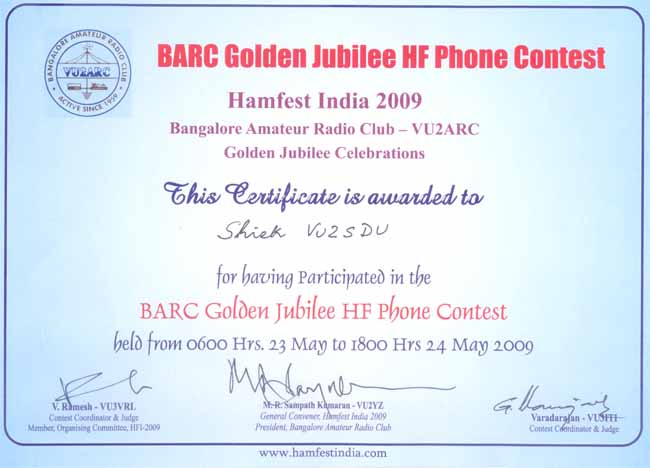 BANGALORE AMATEUR RADIO CLUB
VU2ARC
ACTIVE SINCE 1959
BARC Golden Jubilee HF Phone Contest
Hamfest India 2009
Bangalore Amateur Radio Club – VU2ARC
Golden Jubilee Celebrations
This Certificate is awarded to
Shiek VU2SDU
for having Participated in the
BARC Golden Jubilee HF Phone Contest
held from 0600 Hrs. 23 May to 1800 Hrs 24 May 2009
V. Ramesh - VU3VRL
Contest Coordinator & Judge
Member, Organising Committee, HFI-2009
M. R. Sampath Kumaran - VU2YZ
General Convener, Hamfest India 2009
President, Bangalore Amateur Radio Club
Varadarajan - VU3ITI
Contest Coordinator & Judge
www.hamfestindia.com